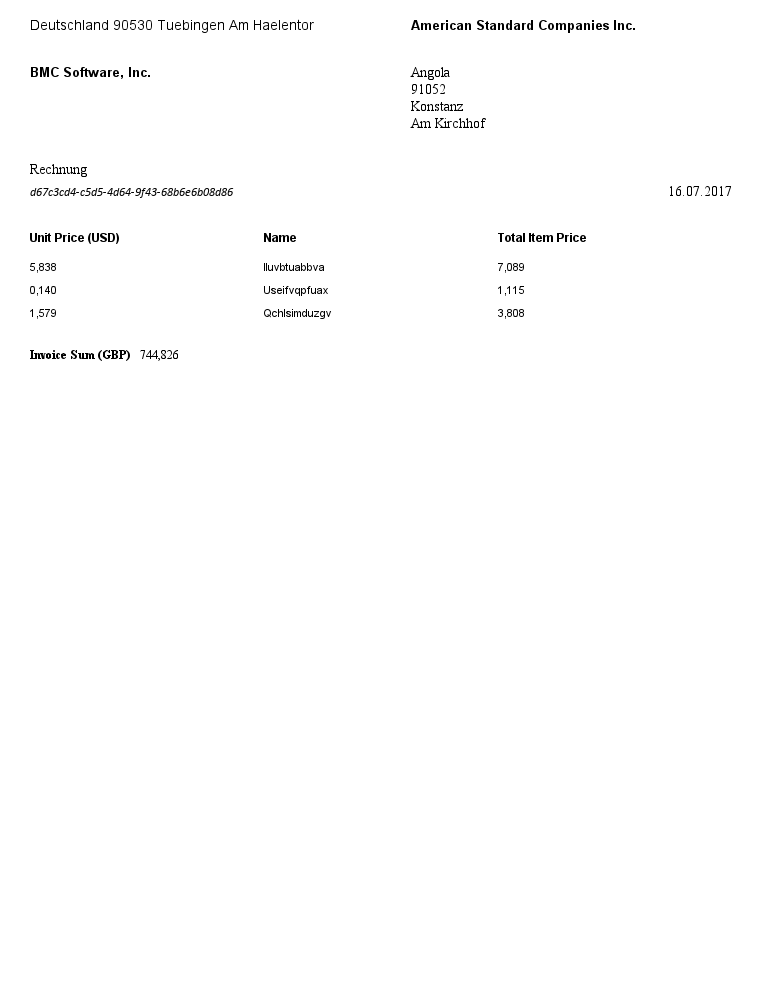 Deutschland 90530 Tuebingen Am Haelentor
American Standard Companies Inc.
BMC Software, Inc.
Angola
91052
Konstanz
Am Kirchhof
Rechnung
d67c3cd4-c5d5-4d64-9f43-68b6e6b08d86
16.07.2017
Unit Price (USD) Name Total Item Price
5,838 Iluvbtuabbva 7,089
0,140 Useifvqpfuax 1,115
1,579 Qchlsimduzgv 3,808
Invoice Sum (GBP) 744,826